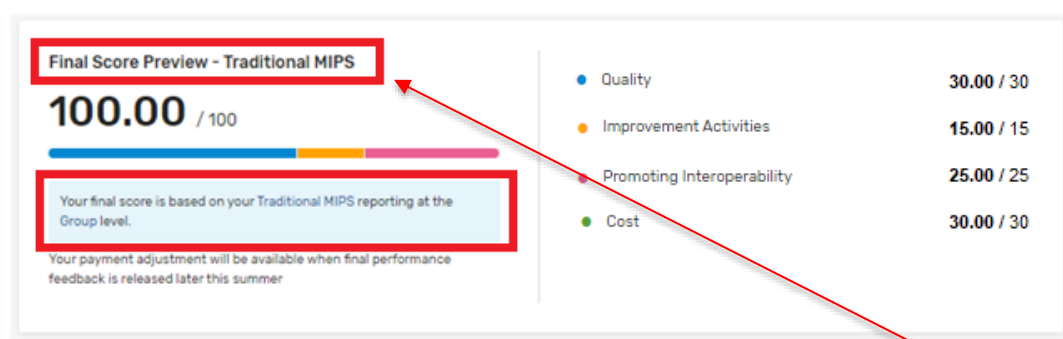 Final Score Preview - Traditional MIPS
100.00 / 100
Your final score is based on your Traditional MIPS reporting at the
Group level.
Your payment adjustment will be available when final performance
feedback is released later this summer
Quality 30.00 / 30
Improvement Activities 15.00 / 15
Promoting Interoperability 25.00 / 25
Cost 30.00 / 30